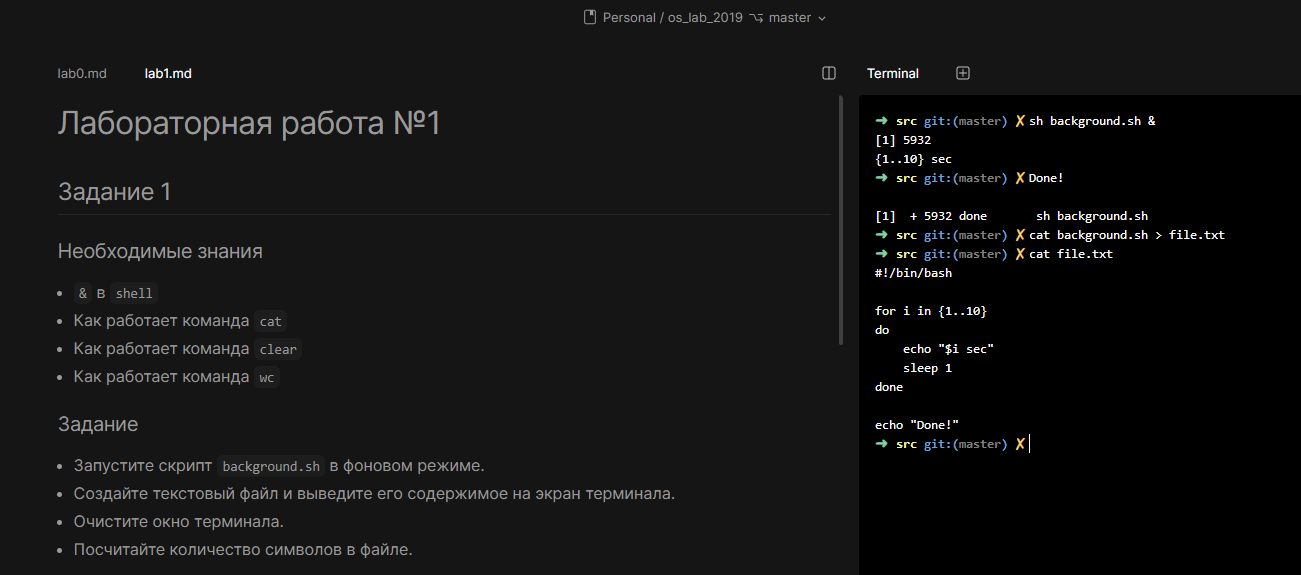 Personal / os_lab_2019 master
lab0.md lab1.md
Лабораторная работа №1
Задание 1
Необходимые знания
• & в shell
• Как работает команда cat
• Как работает команда clear
• Как работает команда wc
Задание
• Запустите скрипт background.sh в фоновом режиме.
• Создайте текстовый файл и выведите его содержимое на экран терминала.
• Очистите окно терминала.
• Посчитайте количество символов в файле.
Terminal
➜ src git:(master) ✗ sh background.sh &
[1] 5932
{1..10} sec
➜ src git:(master) ✗ Done!
[1]  + 5932 done       sh background.sh
➜ src git:(master) ✗ cat background.sh > file.txt
➜ src git:(master) ✗ cat file.txt
#!/bin/bash
for i in {1..10}
do
    echo "$i sec"
    sleep 1
done
echo "Done!"
➜ src git:(master) ✗